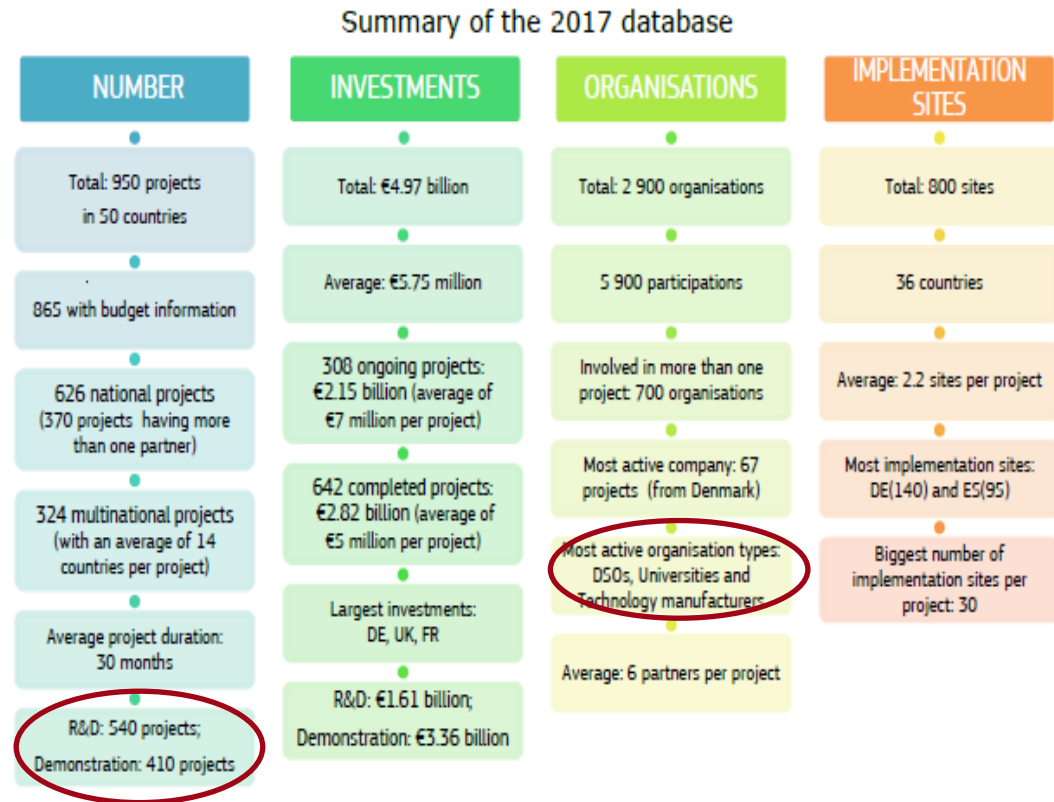 Summary of the 2017 database
NUMBER
Total: 950 projects
in 50 countries
865 with budget information
626 national projects
(370 projects having more
than one partner)
324 multinational projects
(with an average of 14
countries per project)
Average project duration:
30 months
R&D: 540 projects;
Demonstration: 410 projects
INVESTMENTS
Total: €4.97 billion
Average: €5.75 million
308 ongoing projects:
€2.15 billion (average of
€7 million per project)
642 completed projects:
€2.82 billion (average of
€5 million per project)
Largest investments:
DE, UK, FR
R&D: €1.61 billion;
Demonstration: €3.36 billion
ORGANISATIONS
Total: 2 900 organisations
5 900 participations
Involved in more than one
project: 700 organisations
Most active company: 67
projects (from Denmark)
Most active organisation types:
DSOs, Universities and
Technology manufacturers
Average: 6 partners per project
IMPLEMENTATION
SITES
Total: 800 sites
36 countries
Average: 2.2 sites per project
Most implementation sites:
DE(140) and ES(95)
Biggest number of
implementation sites per
project: 30